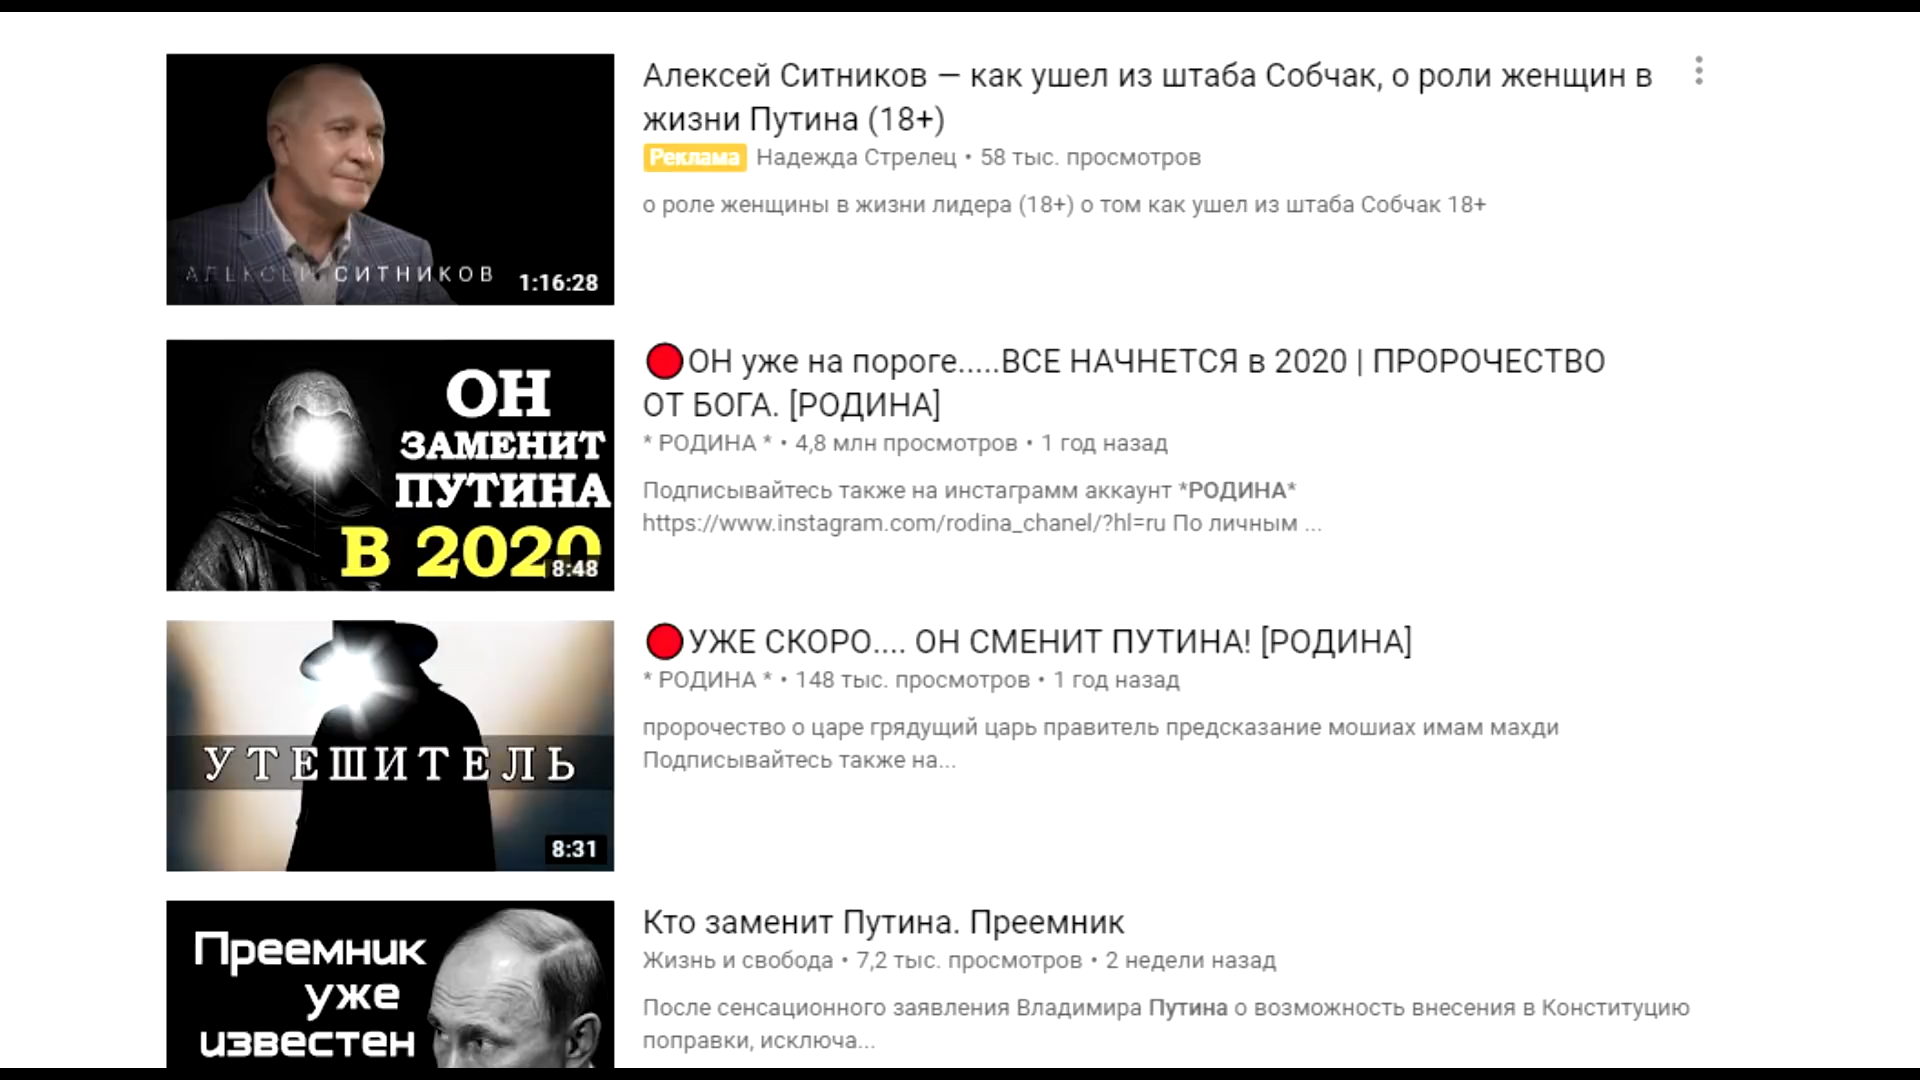 АЛЕКСЕЙ СИТНИКОВ
1:16:28
Алексей Ситников — как ушел из штаба Собчак, о роли женщин в
жизни Путина (18+)
Реклама Надежда Стрелец • 58 тыс. просмотров
о роле женщины в жизни лидера (18+) о том как ушел из штаба Собчак 18+
ОН
ЗАМЕНИТ
ПУТИНА
В 2020
8:48
ОН уже на пороге.....ВСЕ НАЧНЕТСЯ в 2020 | ПРОРОЧЕСТВО
ОТ БОГА. [РОДИНА]
* РОДИНА * • 4,8 млн просмотров • 1 год назад
Подписывайтесь также на инстаграмм аккаунт *РОДИНА*
https://www.instagram.com/rodina_chanel/?hl=ru По личным ...
УТЕШИТЕЛЬ
8:31
УЖЕ СКОРО.... ОН СМЕНИТ ПУТИНА! [РОДИНА]
* РОДИНА * • 148 тыс. просмотров • 1 год назад
пророчество о царе грядущий царь правитель предсказание мошиах имам махди
Подписывайтесь также на...
Преемник
уже
известен
Кто заменит Путина. Преемник
Жизнь и свобода • 7,2 тыс. просмотров • 2 недели назад
После сенсационного заявления Владимира Путина о возможность внесения в Конституцию
поправки, исключа...